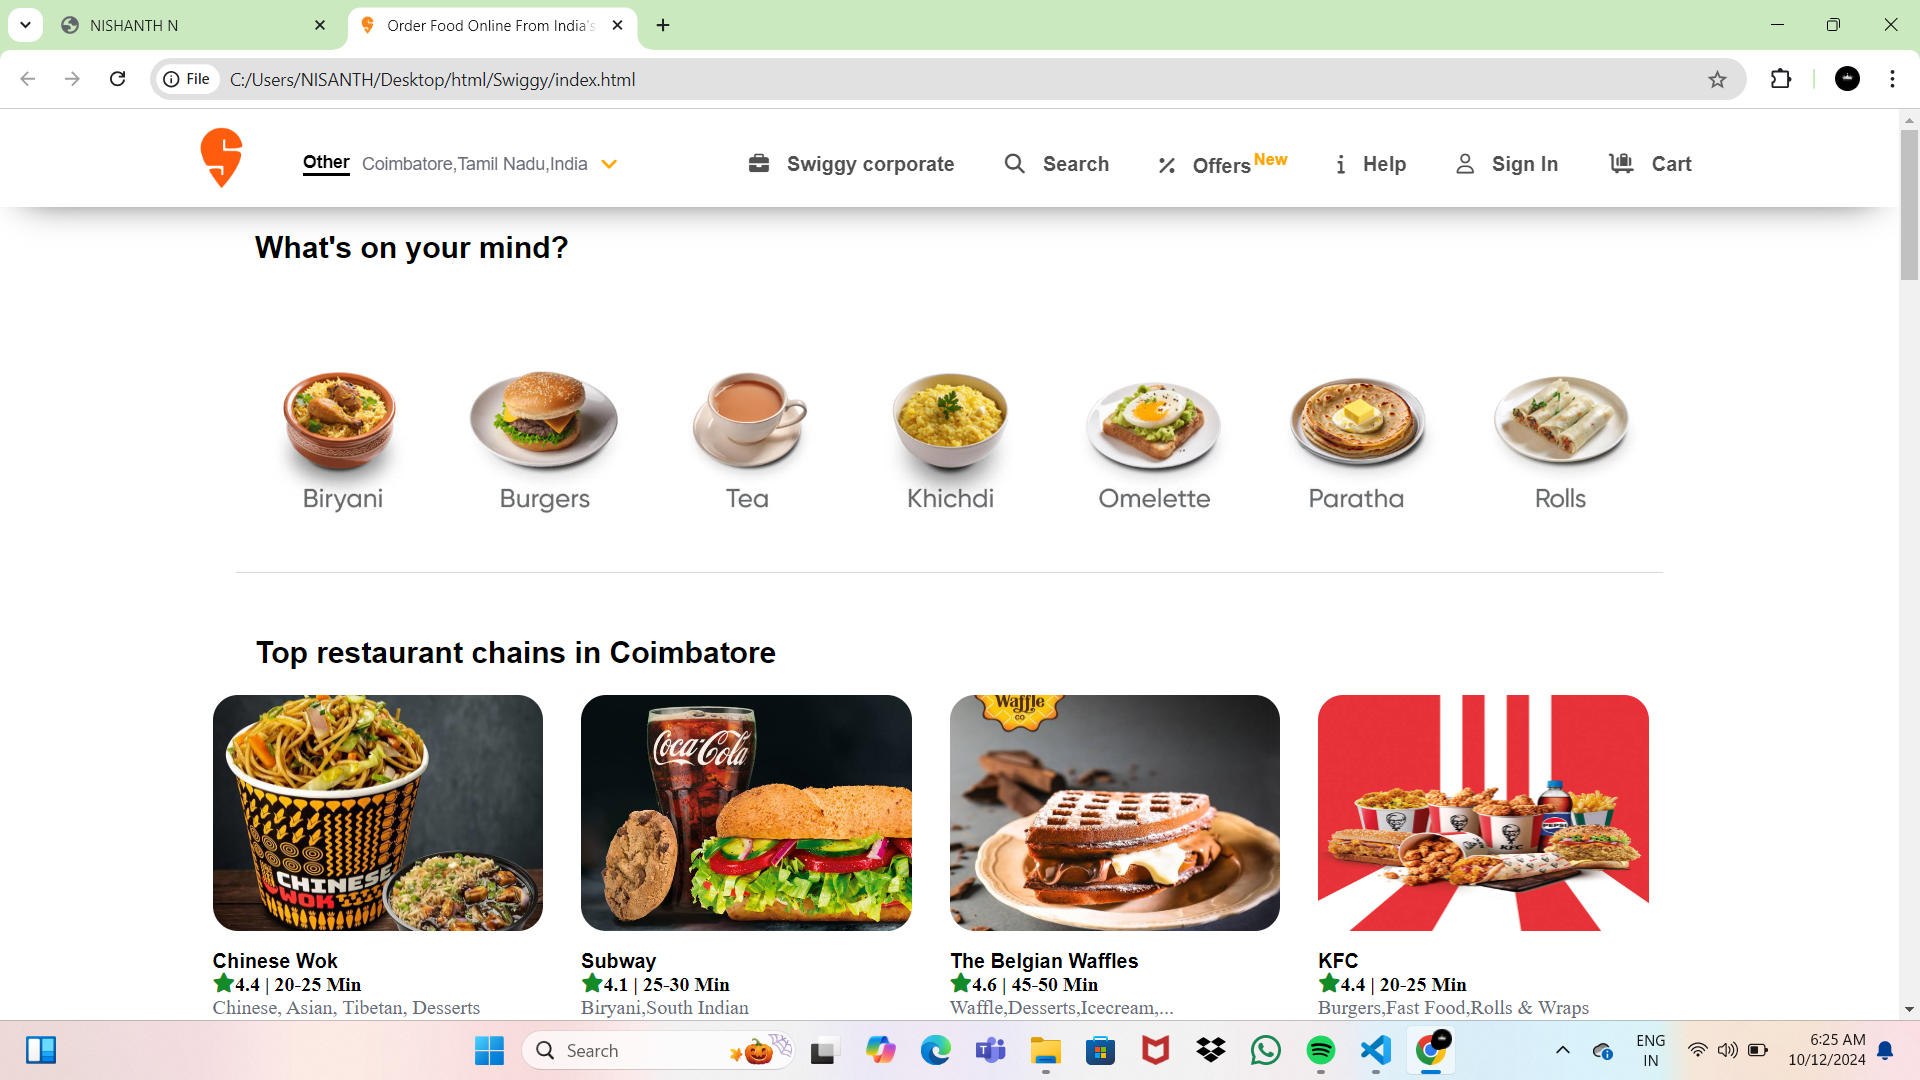 NISHANTH N
Order Food Online From India's
File
C:/Users/NISANTH/Desktop/html/Swiggy/index.html
Other Coimbatore,Tamil Nadu,India
Swiggy corporate
Search
Offers New
Help
Sign In
Cart
What's on your mind?
Biryani
Burgers
Tea
Khichdi
Omelette
Paratha
Rolls
Top restaurant chains in Coimbatore
CHINESE
WOK
Coca-Cola
Waffle
CO
KFC
PEPSI
Chinese Wok
4.4 | 20-25 Min
Chinese, Asian, Tibetan, Desserts
Subway
4.1 | 25-30 Min
Biryani,South Indian
The Belgian Waffles
4.6 | 45-50 Min
Waffle,Desserts,Icecream,...
KFC
4.4 | 20-25 Min
Burgers,Fast Food,Rolls & Wraps
Search
ENG
IN
6:25 AM
10/12/2024